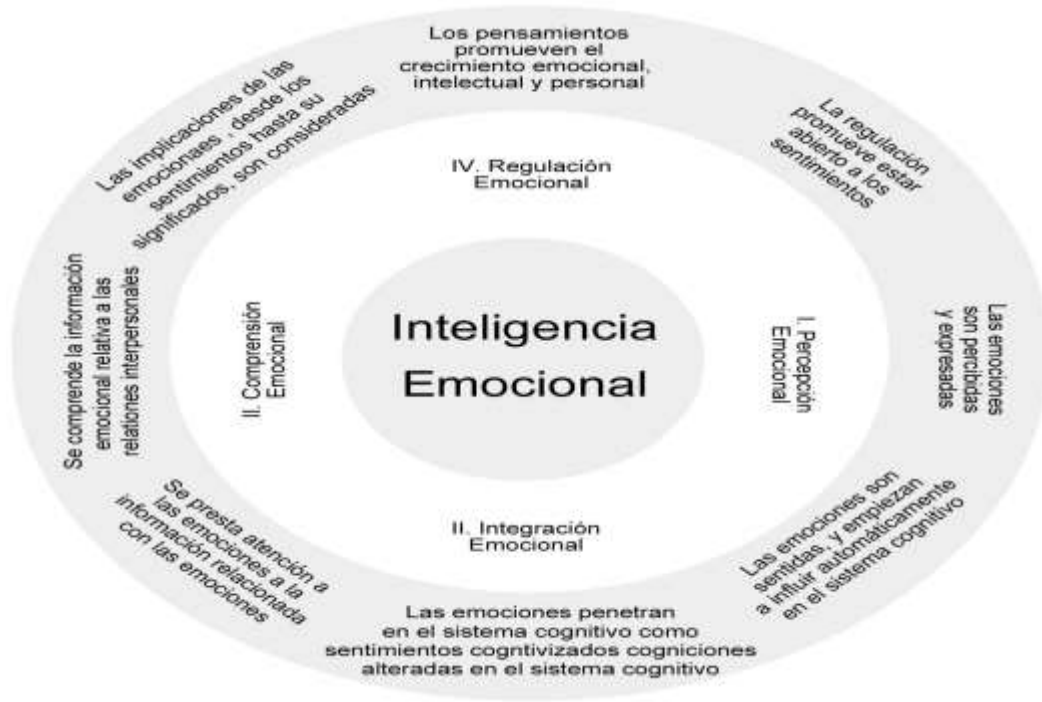 Los pensamientos
promueven el
crecimiento emocional,
intelectual y personal
La regulación
promueve estar
abierto a los
sentimientos
Las emociones
son percibidas
y expresadas
Las emociones son
sentidas, y empiezan
a influir automáticamente
en el sistema cognitivo
Las emociones penetran
en el sistema cognitivo como
sentimientos cogntivizados cogniciones
alteradas en el sistema cognitivo
Se presta atención a
las emociones a la
información relacionada
con las emociones
Se comprende la información
emocional relativa a las
relationes interpersonales
Las implicaciones de las
emocionaes , desde los
sentimientos hasta su
significados, son consideradas
IV. Regulación
Emocional
I. Percepción
Emocional
II. Integración
Emocional
II. Comprensión
Emocional
Inteligencia
Emocional